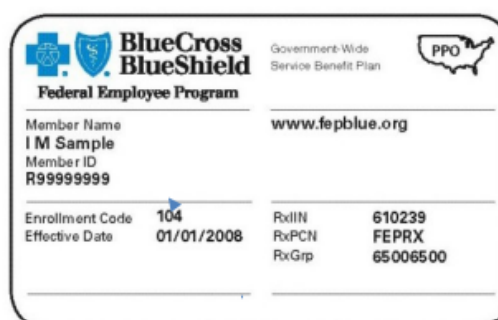 BlueCross
BlueShield
Federal Employee Program
Government-Wide
Service Benefit Plan
PPO
Member Name
I M Sample
Member ID
R99999999
www.fepblue.org
Enrollment Code 104
Effective Date 01/01/2008
RxIIN 610239
RxPCN FEPRX
RxGrp 65006500